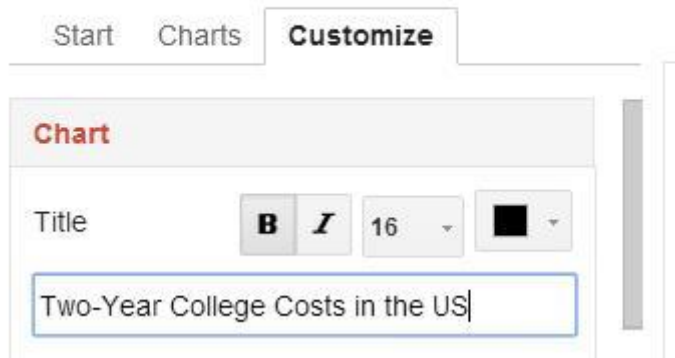 Start Charts Customize
Chart
Title B I 16
Two-Year College Costs in the US